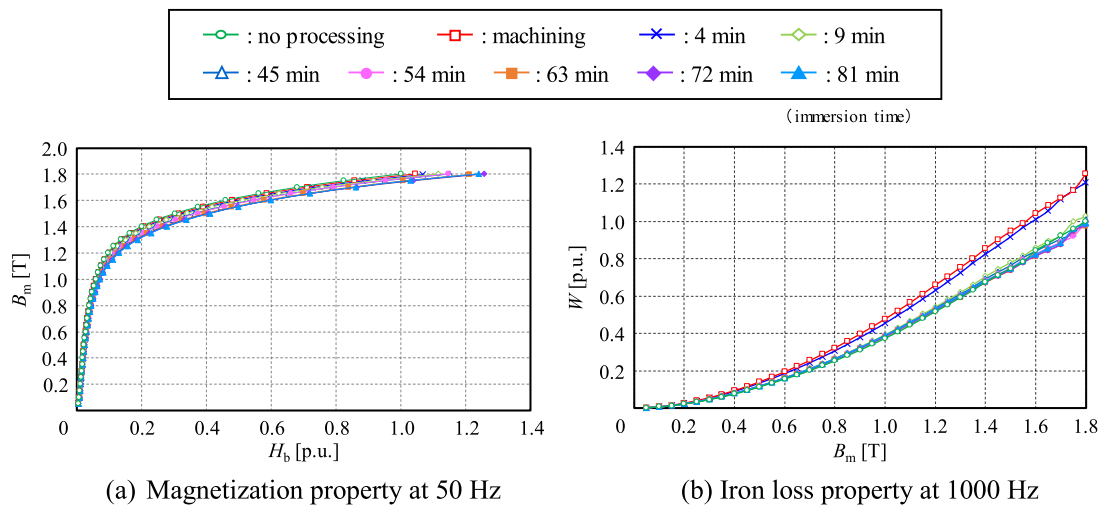 : no processing : machining : 4 min : 9 min
: 45 min : 54 min : 63 min : 72 min : 81 min
(immersion time)
2.0
1.8
1.6
1.4
1.2
1.0
0.8
0.6
0.4
0.2
0 0.2 0.4 0.6 0.8 1.0 1.2 1.4
Bm [T]
Hb [p.u.]
(a) Magnetization property at 50 Hz
1.4
1.2
1.0
0.8
0.6
0.4
0.2
0 0.2 0.4 0.6 0.8 1.0 1.2 1.4 1.6 1.8
W [p.u.]
Bm [T]
(b) Iron loss property at 1000 Hz